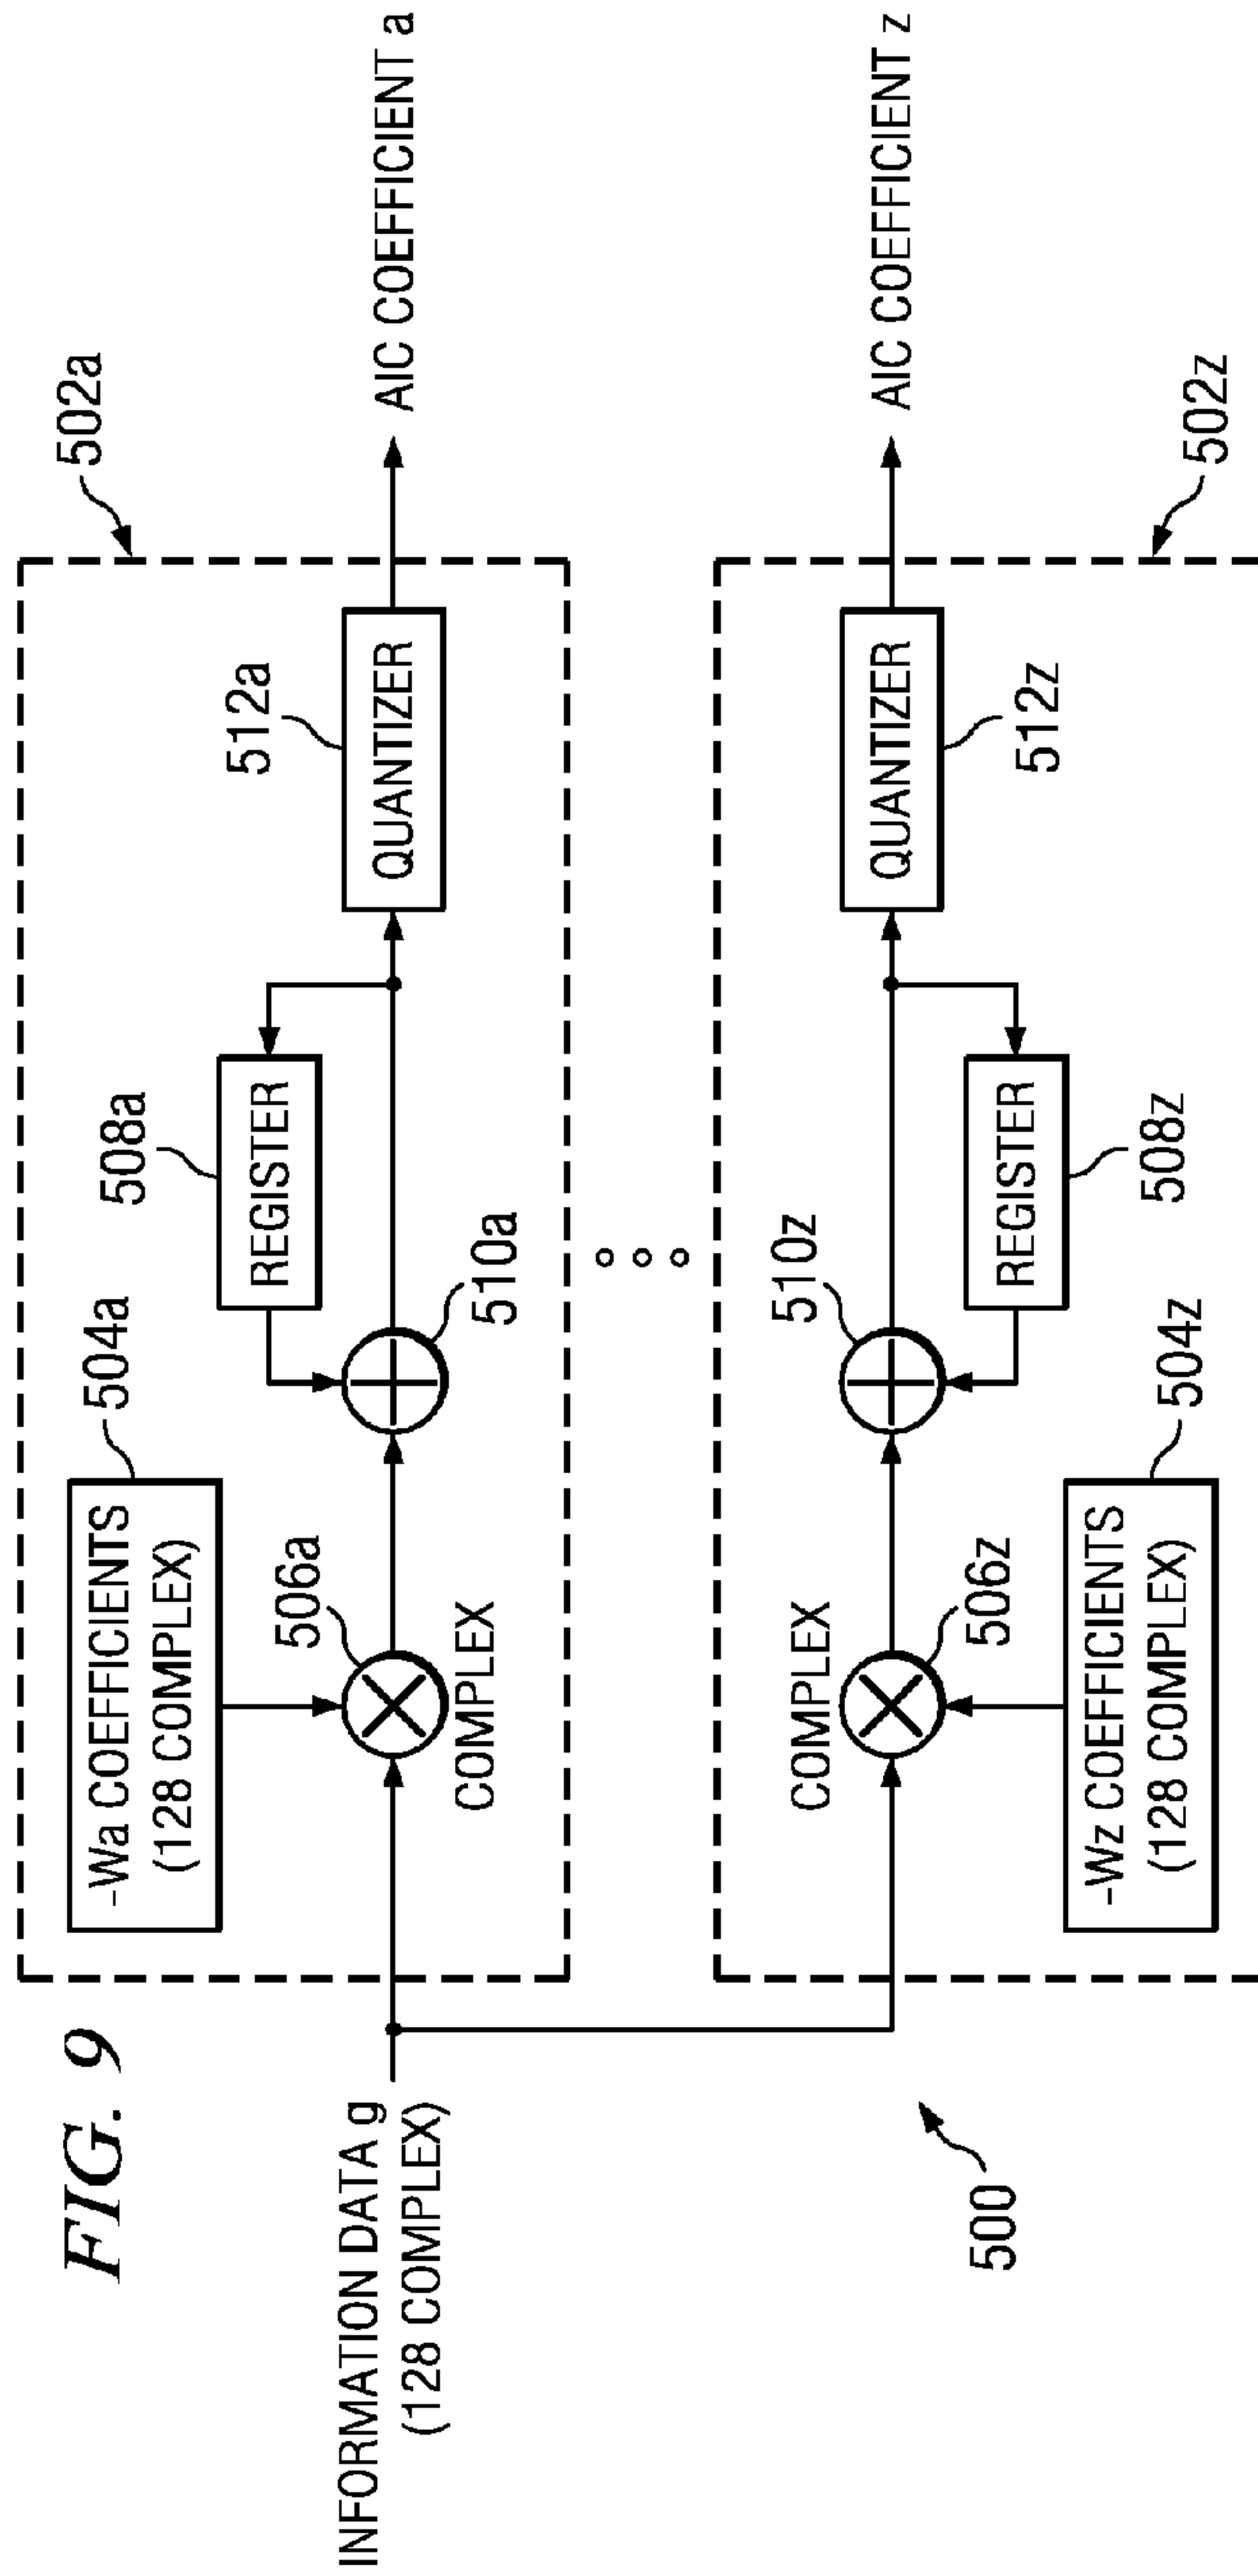 FIG. 9
502a
-Wa COEFFICIENTS
(128 COMPLEX)
504a
508a
REGISTER
512a
506a
510a
QUANTIZER
AIC COEFFICIENT a
INFORMATION DATA g
(128 COMPLEX)
COMPLEX
COMPLEX
510z
QUANTIZER
AIC COEFFICIENT z
506z
REGISTER
512z
500
-Wz COEFFICIENTS
(128 COMPLEX)
504z
508z
502z